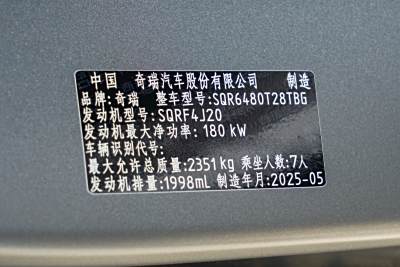 中国 奇瑞汽车股份有限公司 制造
品牌:奇瑞 整车型号:SQR6480T28TBG
发动机型号:SQRF4J20
发动机最大净功率:180 kW
车辆识别代号:
最大允许总质量:2351kg 乘坐人数:7人
发动机排量:1998mL 制造年月:2025-05